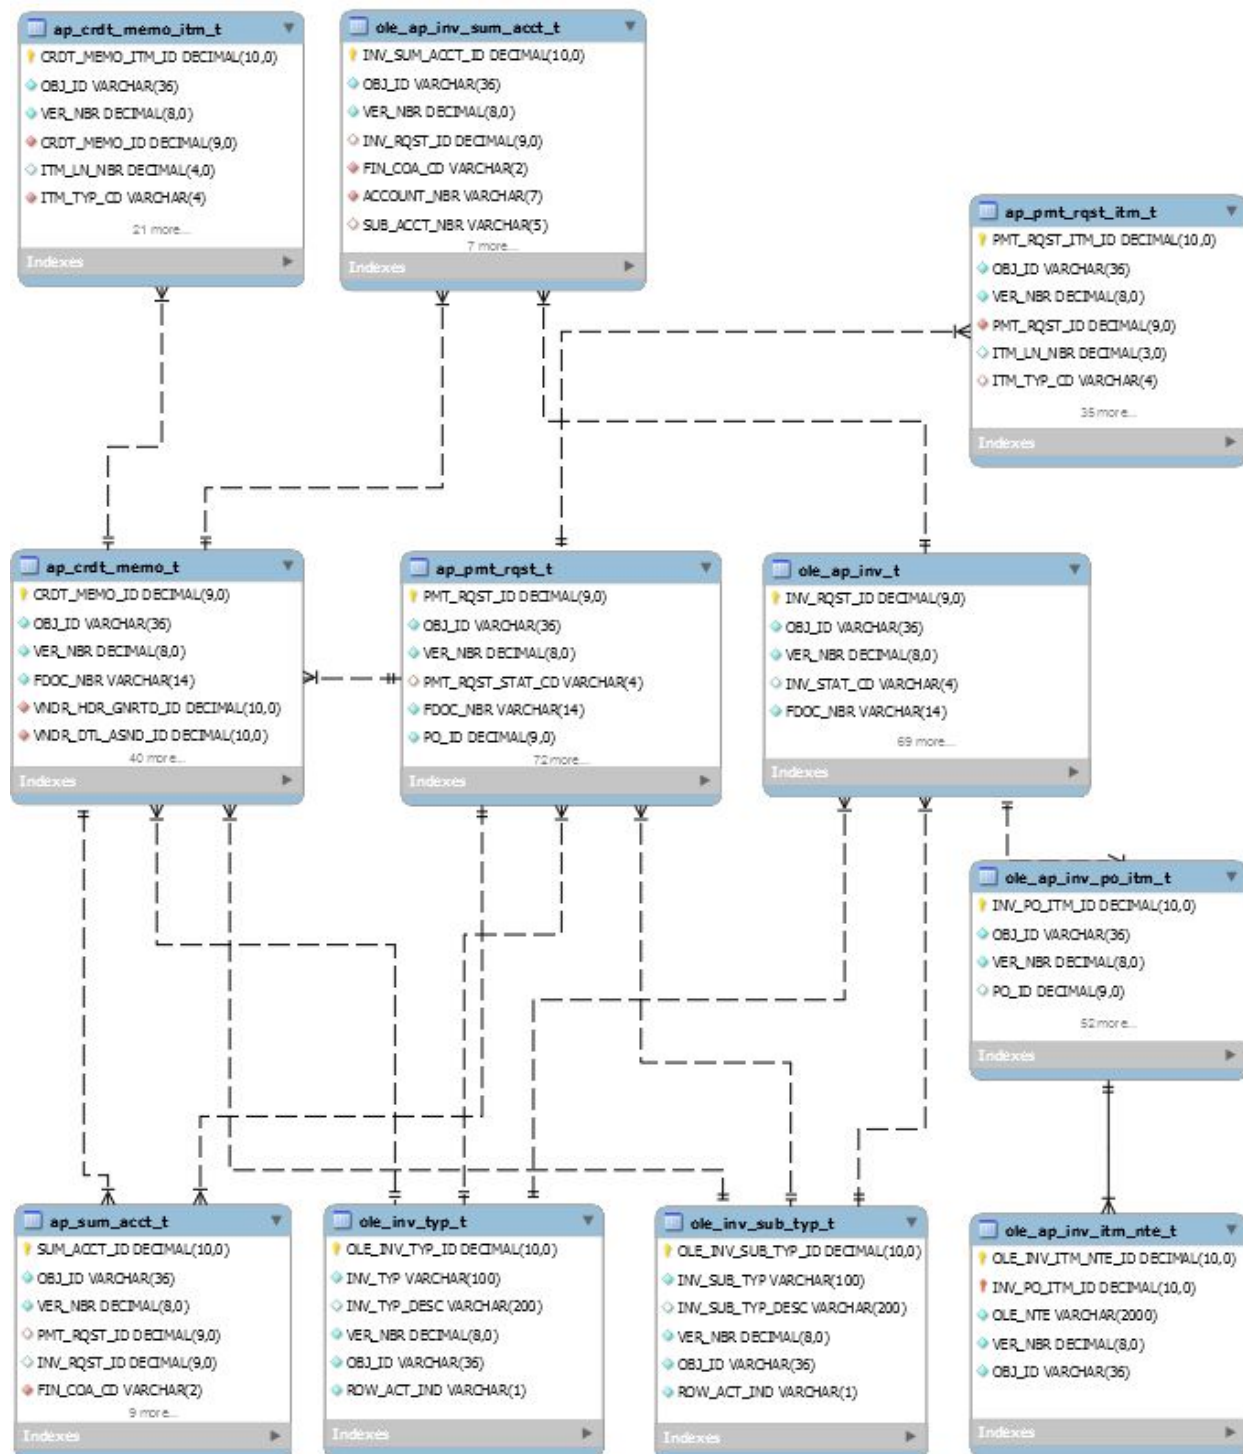 ap_crdt_memo_itm_t
CRDT_MEMO_ITM_ID DECIMAL(10,0)
OBJ_ID VARCHAR(36)
VER_NBR DECIMAL(8,0)
CRDT_MEMO_ID DECIMAL(9,0)
ITM_LN_NBR DECIMAL(4,0)
ITM_TYP_CD VARCHAR(4)
21 more...
Indexes
ole_ap_inv_sum_acct_t
INV_SUM_ACCT_ID DECIMAL(10,0)
OBJ_ID VARCHAR(36)
VER_NBR DECIMAL(8,0)
INV_RQST_ID DECIMAL(9,0)
FIN_COA_CD VARCHAR(2)
ACCOUNT_NBR VARCHAR(7)
SUB_ACCT_NBR VARCHAR(5)
7 more...
Indexes
ap_pmt_rqst_itm_t
PMT_RQST_ITM_ID DECIMAL(10,0)
OBJ_ID VARCHAR(36)
VER_NBR DECIMAL(8,0)
PMT_RQST_ID DECIMAL(9,0)
ITM_LN_NBR DECIMAL(3,0)
ITM_TYP_CD VARCHAR(4)
35 more...
Indexes
ap_crdt_memo_t
CRDT_MEMO_ID DECIMAL(9,0)
OBJ_ID VARCHAR(36)
VER_NBR DECIMAL(8,0)
FDOC_NBR VARCHAR(14)
VNDR_HDR_GNRTD_ID DECIMAL(10,0)
VNDR_DTL_ASND_ID DECIMAL(10,0)
40 more...
Indexes
ap_pmt_rqst_t
PMT_RQST_ID DECIMAL(9,0)
OBJ_ID VARCHAR(36)
VER_NBR DECIMAL(8,0)
PMT_RQST_STAT_CD VARCHAR(4)
FDOC_NBR VARCHAR(14)
PO_ID DECIMAL(9,0)
72 more...
Indexes
ole_ap_inv_t
INV_RQST_ID DECIMAL(9,0)
OBJ_ID VARCHAR(36)
VER_NBR DECIMAL(8,0)
INV_STAT_CD VARCHAR(4)
FDOC_NBR VARCHAR(14)
69 more...
Indexes
ole_ap_inv_po_itm_t
INV_PO_ITM_ID DECIMAL(10,0)
OBJ_ID VARCHAR(36)
VER_NBR DECIMAL(8,0)
PO_ID DECIMAL(9,0)
52 more...
Indexes
ap_sum_acct_t
SUM_ACCT_ID DECIMAL(10,0)
OBJ_ID VARCHAR(36)
VER_NBR DECIMAL(8,0)
PMT_RQST_ID DECIMAL(9,0)
INV_RQST_ID DECIMAL(9,0)
FIN_COA_CD VARCHAR(2)
9 more...
Indexes
ole_inv_typ_t
OLE_INV_TYP_ID DECIMAL(10,0)
INV_TYP VARCHAR(100)
INV_TYP_DESC VARCHAR(200)
VER_NBR DECIMAL(8,0)
OBJ_ID VARCHAR(36)
ROW_ACT_IND VARCHAR(1)
Indexes
ole_inv_sub_typ_t
OLE_INV_SUB_TYP_ID DECIMAL(10,0)
INV_SUB_TYP VARCHAR(100)
INV_SUB_TYP_DESC VARCHAR(200)
VER_NBR DECIMAL(8,0)
OBJ_ID VARCHAR(36)
ROW_ACT_IND VARCHAR(1)
Indexes
ole_ap_inv_itm_nte_t
OLE_INV_ITM_NTE_ID DECIMAL(10,0)
INV_PO_ITM_ID DECIMAL(10,0)
OLE_NTE VARCHAR(2000)
VER_NBR DECIMAL(8,0)
OBJ_ID VARCHAR(36)
Indexes